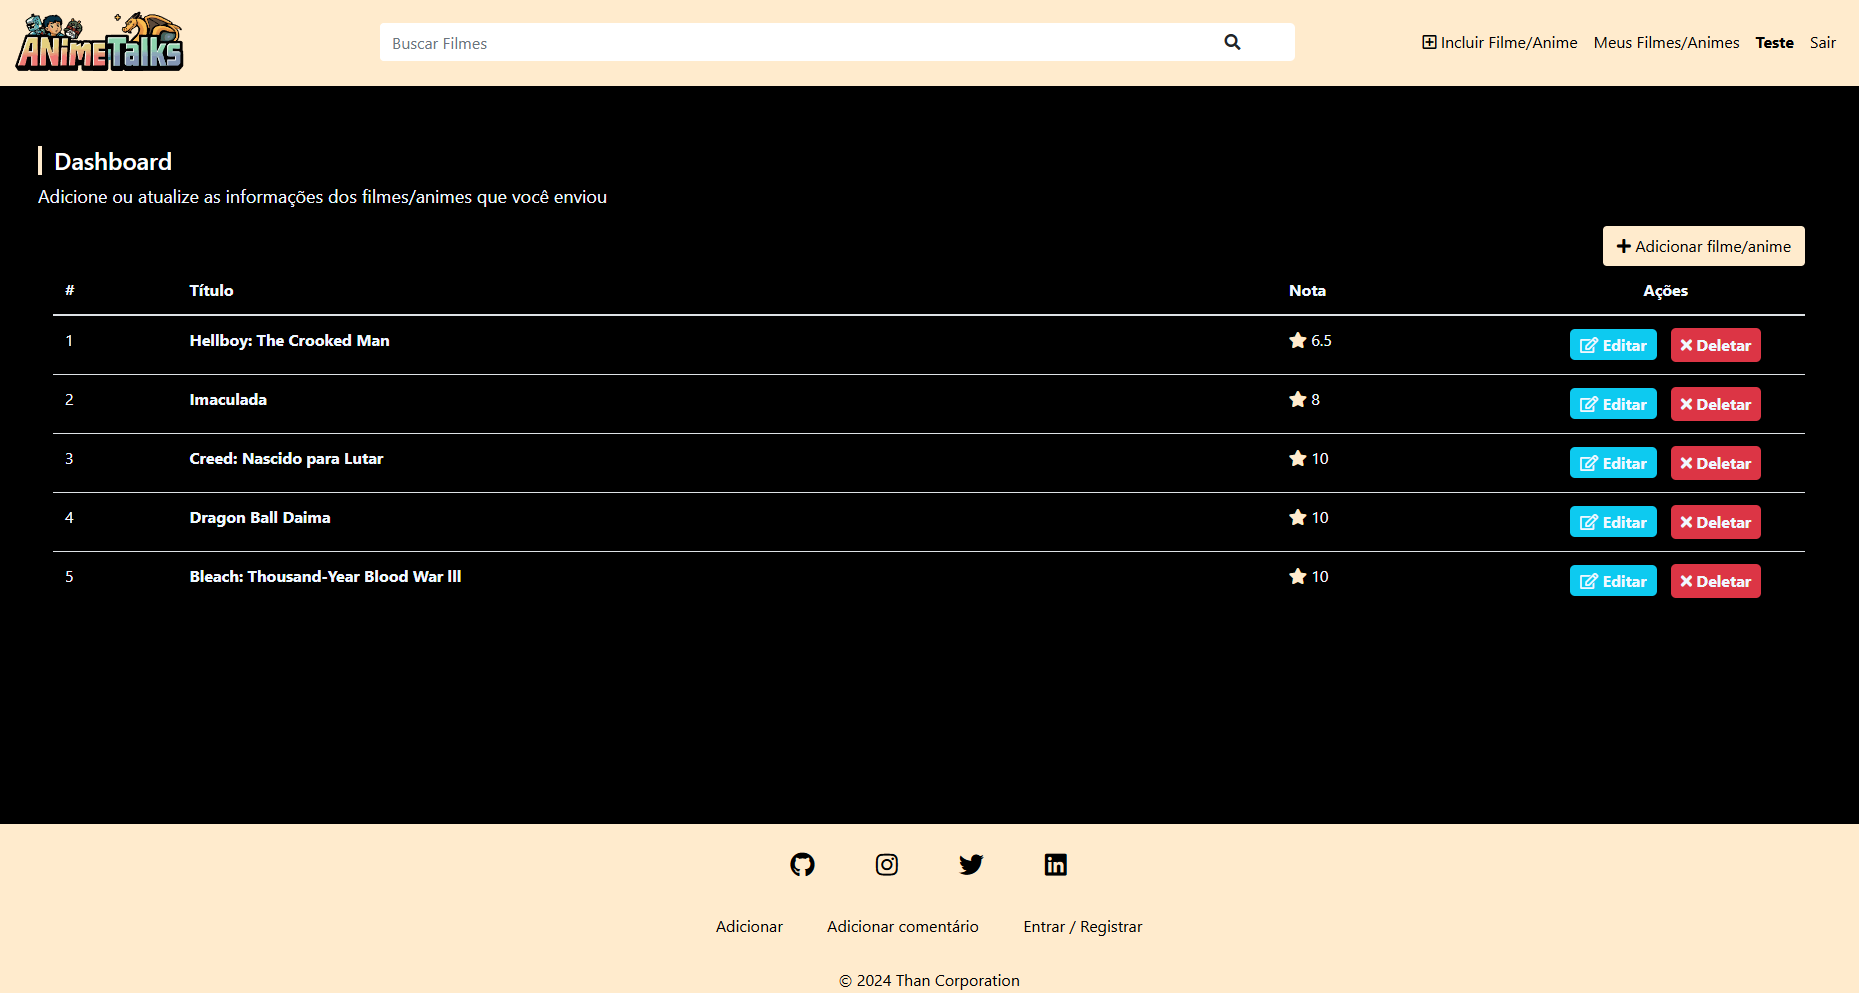 ANimeTalks
Buscar Filmes
Incluir Filme/Anime Meus Filmes/Animes Teste Sair
Dashboard
Adicione ou atualize as informações dos filmes/animes que você enviou
Adicionar filme/anime
# Título Nota Ações
1 Hellboy: The Crooked Man 6.5 Editar Deletar
2 Imaculada 8 Editar Deletar
3 Creed: Nascido para Lutar 10 Editar Deletar
4 Dragon Ball Daima 10 Editar Deletar
5 Bleach: Thousand-Year Blood War lll 10 Editar Deletar
Adicionar Adicionar comentário Entrar / Registrar
© 2024 Than Corporation